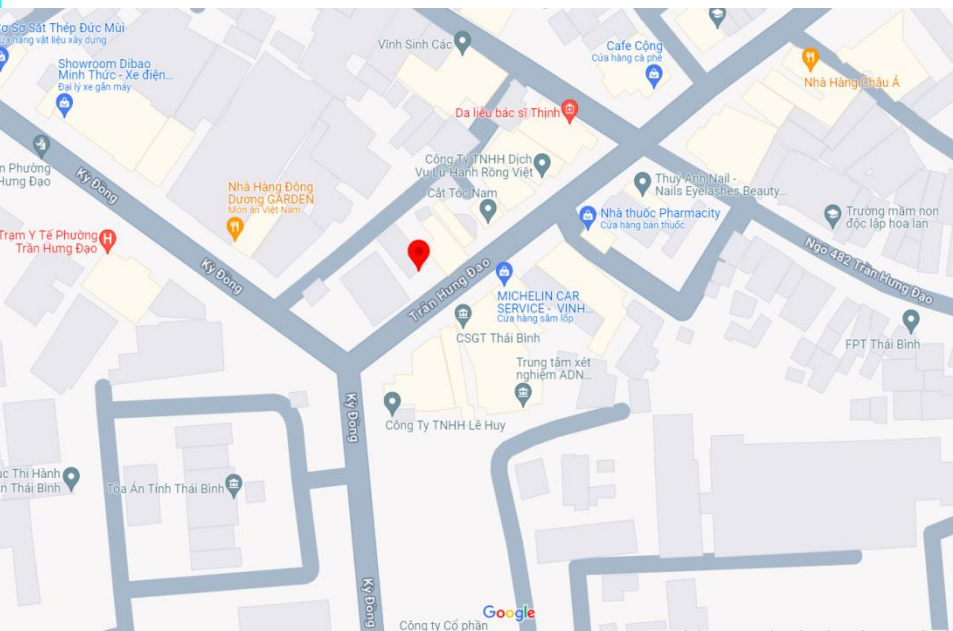 Sở Sắt Thép Đức Mùi
ửa hàng vật liệu xây dựng
Showroom Dibao
Minh Thức - Xe điện...
Đại lý xe gắn máy
Vĩnh Sinh Các
Cafe Cộng
Cửa hàng cà phê
Nhà Hàng Châu Á
Da liễu bác sĩ Thịnh
n Phường
Hưng Đạo
Kỳ Đồng
Công Ty TNHH Dịch
Vụ Lữ Hành Rồng Việt
Cắt Tóc Nam
Thuỳ Anh Nail -
Nails Eyelashes Beauty...
Nhà Hàng Đông
Dương GARDEN
Món ăn Việt Nam
Nhà thuốc Pharmacity
Cửa hàng bán thuốc
Trường mầm non
độc lập hoa lan
Trạm Y Tế Phường
Trần Hưng Đạo
Kỳ Đồng
Trần Hưng Đạo
Ngõ 482 Trần Hưng Đạo
MICHELIN CAR
SERVICE - VINH...
Cửa hàng săm lốp
CSGT Thái Bình
FPT Thái Bình
Trung tâm xét
nghiệm ADN...
Kỳ Đồng
Công Ty TNHH Lê Huy
ục Thi Hành
n Thái Bình
Tòa Án Tỉnh Thái Bình
Kỳ Đồng
Google
Công ty Cổ phần